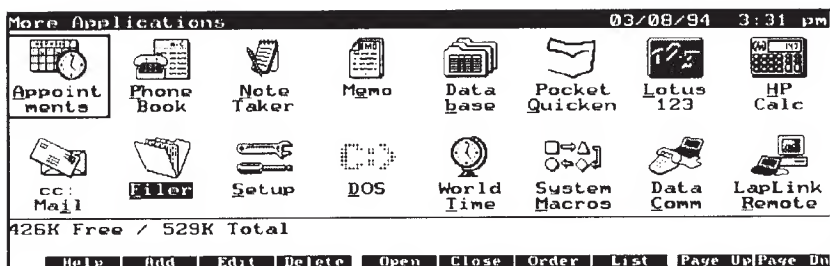 More Applications 03/08/94 3:31 pm
Appoint Phone Note Memo Data Pocket Lotus HP
ments Book Taker base Quicken 123 Calc
cc: Filer Setup DOS World System Data LapLink
Mail Time Macros Comm Remote
426K Free / 529K Total
Help Add Edit Delete Open Close Order List Page Up Page Dn